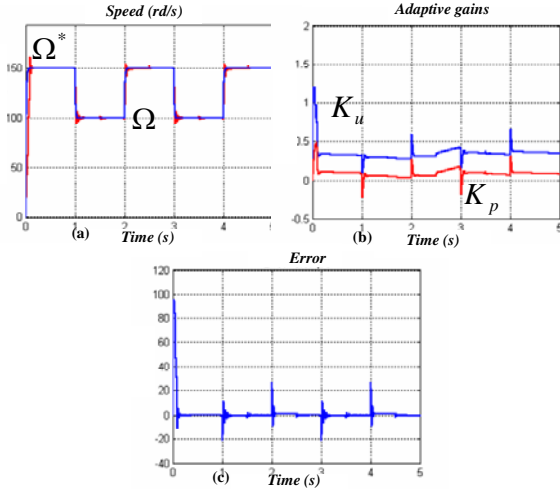 Speed (rd/s)
150
100
50
0
0
1
2
3
4
5
Ω*
Ω
(a)
Time (s)
Adaptive gains
2
1.5
1
0.5
0
-0.5
0
1
2
3
4
5
K_u
K_p
(b)
Time (s)
Error
120
100
80
60
40
20
0
-20
-40
0
1
2
3
4
5
(c)
Time (s)